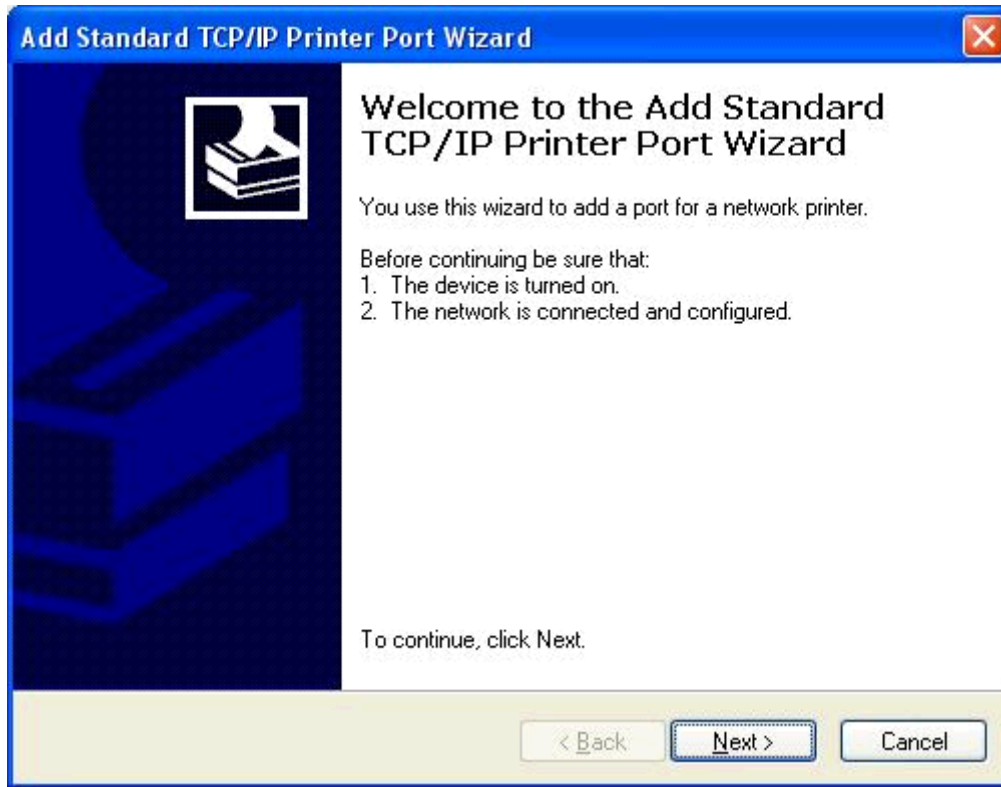 Add Standard TCP/IP Printer Port Wizard
Welcome to the Add Standard
TCP/IP Printer Port Wizard
You use this wizard to add a port for a network printer.
Before continuing be sure that:
1. The device is turned on.
2. The network is connected and configured.
To continue, click Next.
< Back
Next >
Cancel